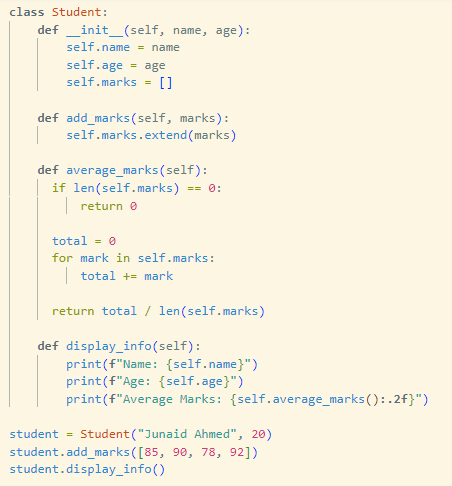 class Student:
    def __init__(self, name, age):
        self.name = name
        self.age = age
        self.marks = []

    def add_marks(self, marks):
        self.marks.extend(marks)

    def average_marks(self):
      if len(self.marks) == 0:
          return 0

      total = 0
      for mark in self.marks:
          total += mark

      return total / len(self.marks)

    def display_info(self):
        print(f"Name: {self.name}")
        print(f"Age: {self.age}")
        print(f"Average Marks: {self.average_marks():.2f}")

student = Student("Junaid Ahmed", 20)
student.add_marks([85, 90, 78, 92])
student.display_info()